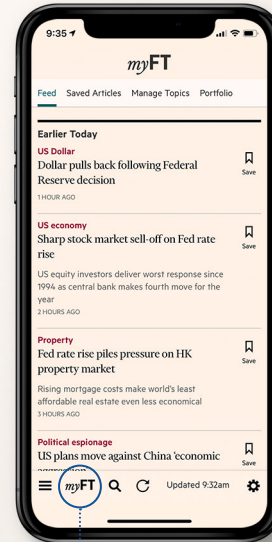 9:35
myFT
Feed Saved Articles Manage Topics Portfolio
Earlier Today
US Dollar
Dollar pulls back following Federal
Reserve decision
Save
1 HOUR AGO
US economy
Sharp stock market sell-off on Fed rate
rise
Save
US equity investors deliver worst response since
1994 as central bank makes fourth move for the
year
2 HOURS AGO
Property
Fed rate rise piles pressure on HK
property market
Save
Rising mortgage costs make world's least
affordable real estate even less economical
3 HOURS AGO
Political espionage
US plans move against China 'economic
Save
myFT Updated 9:32am